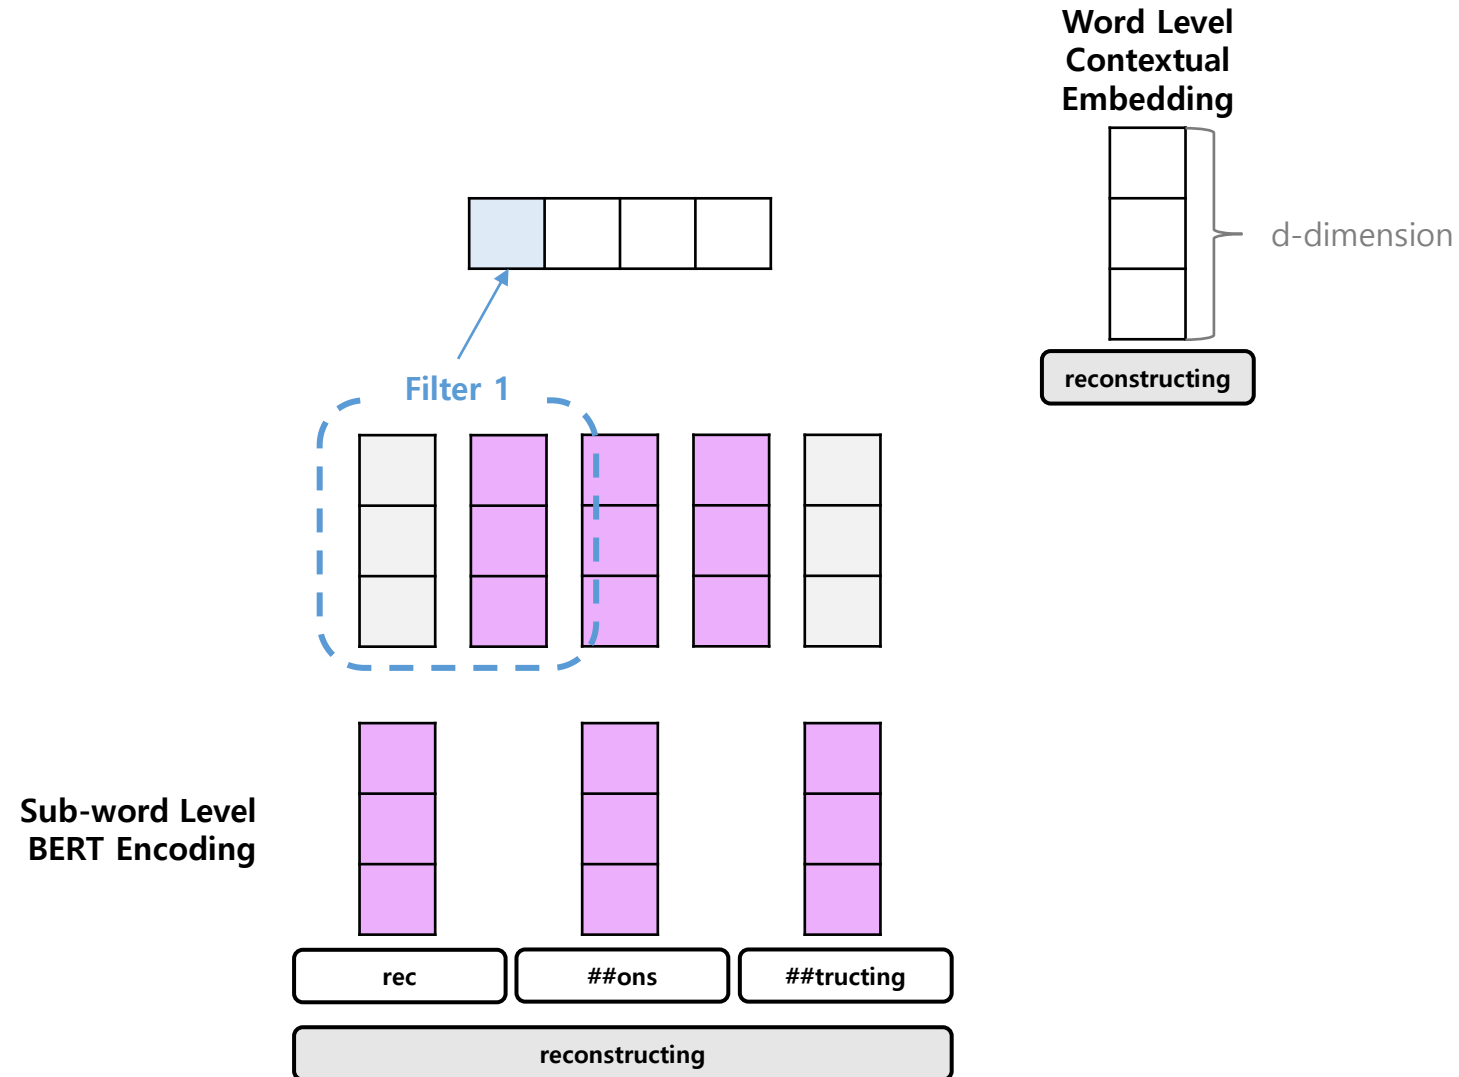 Word Level
Contextual
Embedding
d-dimension
reconstructing
Filter 1
Sub-word Level
BERT Encoding
rec
##ons
##tructing
reconstructing